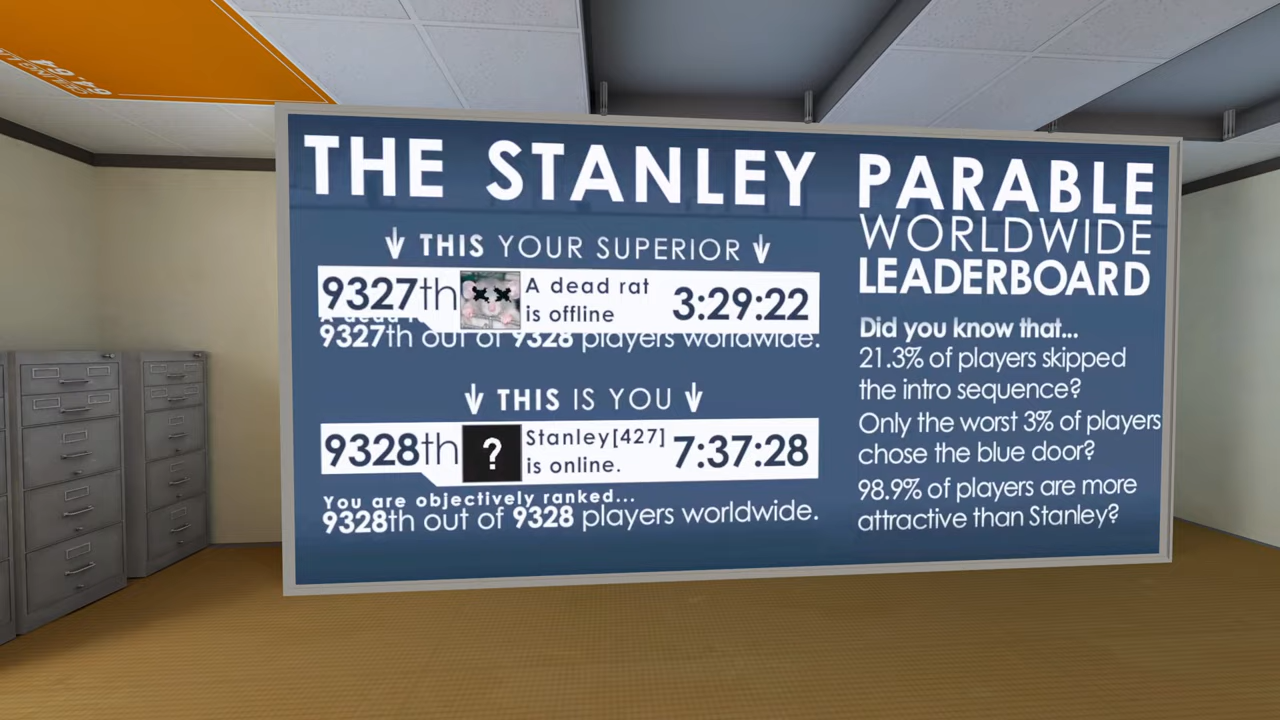 THE STANLEY PARABLE
WORLDWIDE
LEADERBOARD
THIS YOUR SUPERIOR
9327th A dead rat is offline 3:29:22
9327th out of 9328 players worldwide.
THIS IS YOU
9328th ? Stanley[427] is online. 7:37:28
You are objectively ranked...
9328th out of 9328 players worldwide.
Did you know that...
21.3% of players skipped
the intro sequence?
Only the worst 3% of players
chose the blue door?
98.9% of players are more
attractive than Stanley?